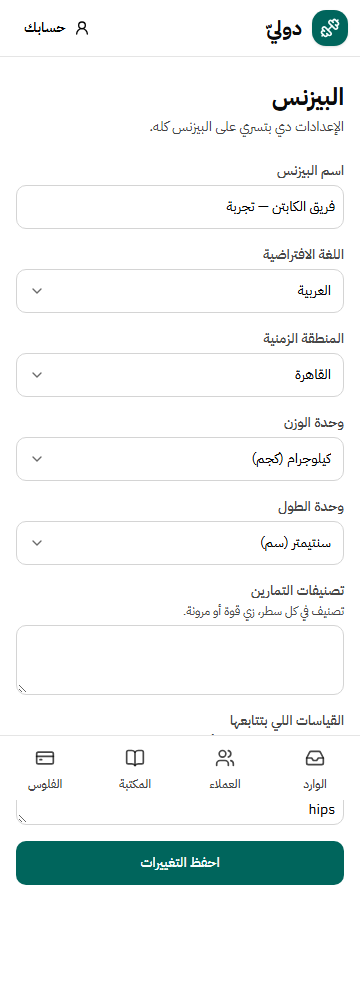 دوليّ
حسابك
البيزنس
الإعدادات دي بتسري على البيزنس كله.
اسم البيزنس
فريق الكابتن — تجربة
اللغة الافتراضية
العربية
المنطقة الزمنية
القاهرة
وحدة الوزن
كيلوجرام (كجم)
وحدة الطول
سنتيمتر (سم)
تصنيفات التمارين
تصنيف في كل سطر، زي قوة أو مرونة.
القياسات اللي بتتابعها
الوارد
العملاء
المكتبة
الفلوس
hips
احفظ التغييرات